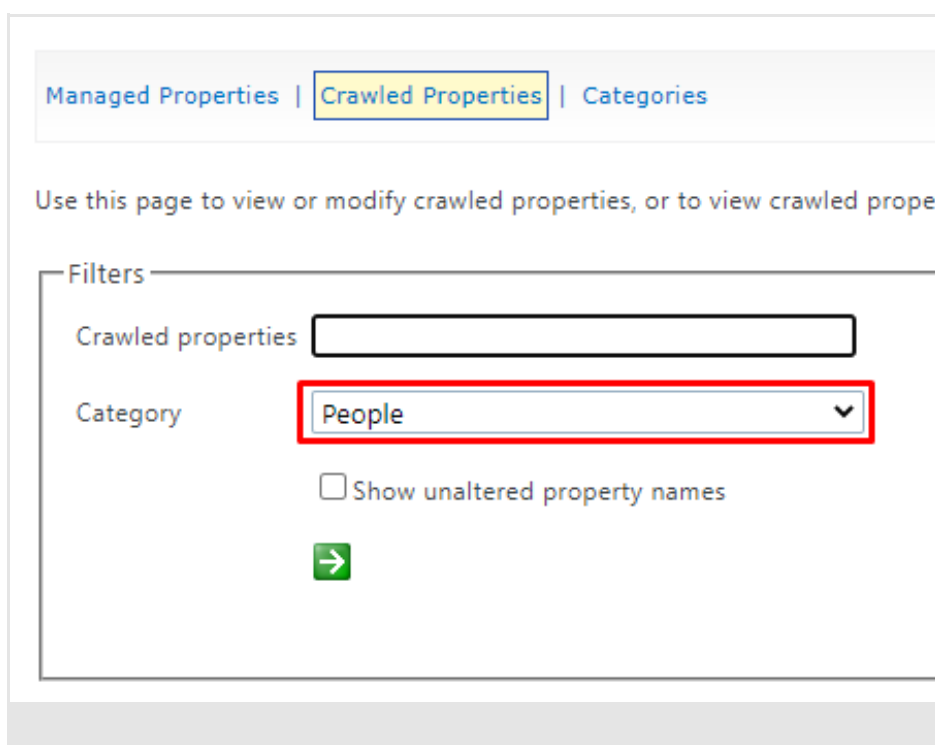 Managed Properties | Crawled Properties | Categories
Use this page to view or modify crawled properties, or to view crawled prope
Filters
Crawled properties
Category People
Show unaltered property names